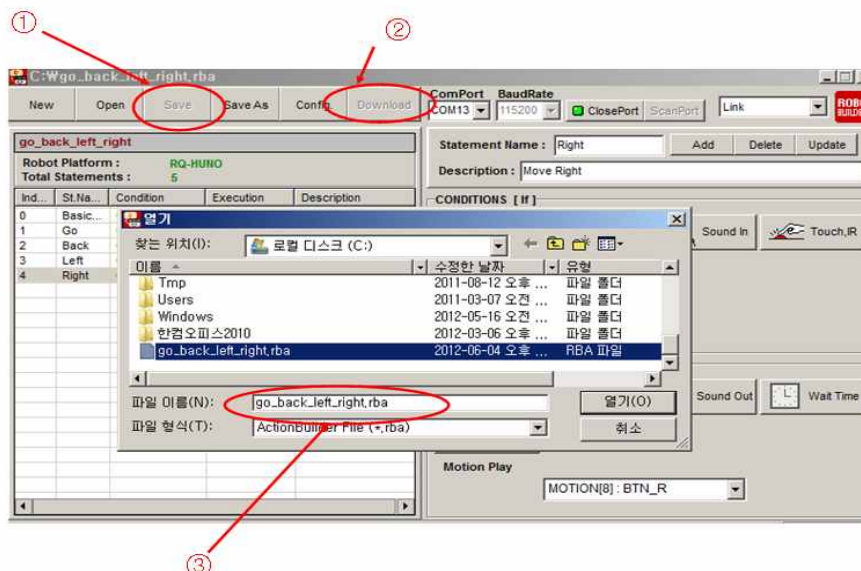 ①
②
C:\go_back_left_right.rba
New Open Save Save As Config. Download
ComPort BaudRate
COM13 115200 ClosePort ScanPort Link
go_back_left_right
Robot Platform : RQ-HUNO
Total Statements : 5
Ind... St.Na... Condition Execution Description
0 Basic...
1 Go
2 Back
3 Left
4 Right
Statement Name : Right Add Delete Update
Description : Move Right
CONDITIONS [ If ]
Sound In Touch,IR
열기
찾는 위치(I): 로컬 디스크 (C:)
이름 수정한 날짜 유형
Tmp 2011-08-12 오후 ... 파일 폴더
Users 2011-03-07 오전 ... 파일 폴더
Windows 2012-05-16 오전 ... 파일 폴더
한컴오피스2010 2012-03-06 오후 ... 파일 폴더
go_back_left_right.rba 2012-06-04 오후 ... RBA 파일
파일 이름(N): go_back_left_right.rba 열기(O)
파일 형식(T): ActionBuilder File (*.rba) 취소
Sound Out Wait Time
Motion Play
MOTION[8] : BTN_R
③